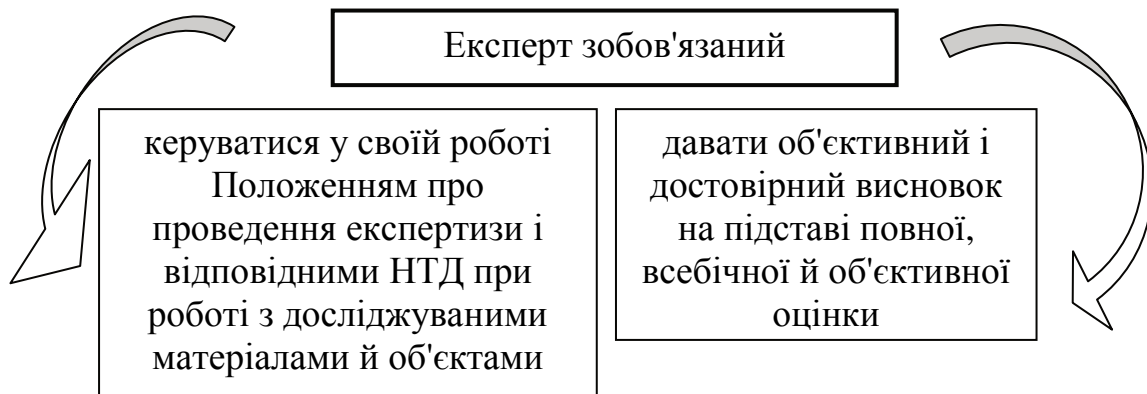 Експерт зобов'язаний
керуватися у своїй роботі
Положенням про
проведення експертизи і
відповідними НТД при
роботі з досліджуваними
матеріалами й об'єктами
давати об'єктивний і
достовірний висновок
на підставі повної,
всебічної й об'єктивної
оцінки